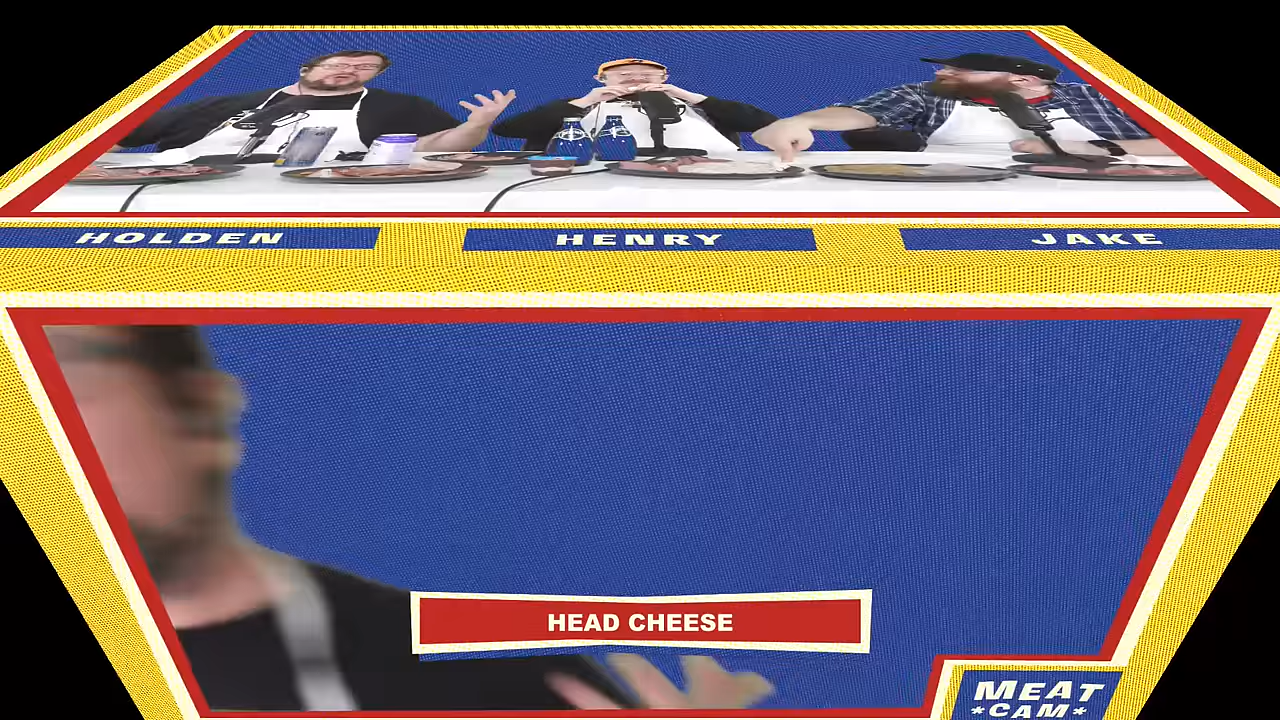 HOLDEN
HENRY
JAKE
HEAD CHEESE
MEAT
*CAM*